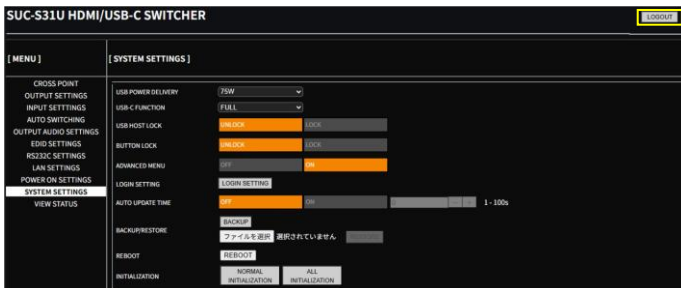 SUC-S31U HDMI/USB-C SWITCHER
LOGOUT
[ MENU ]
[ SYSTEM SETTINGS ]
CROSS POINT
OUTPUT SETTINGS
INPUT SETTTINGS
AUTO SWITCHING
OUTPUT AUDIO SETTINGS
EDID SETTINGS
RS232C SETTINGS
LAN SETTINGS
POWER ON SETTINGS
SYSTEM SETTINGS
VIEW STATUS
USB POWER DELIVERY 75W
USB-C FUNCTION FULL
USB HOST LOCK UNLOCK LOCK
BUTTON LOCK UNLOCK LOCK
ADVANCED MENU OFF ON
LOGIN SETTING LOGIN SETTING
AUTO UPDATE TIME OFF ON 1 - 100s
BACKUP/RESTORE BACKUP
ファイルを選択 選択されていません
REBOOT REBOOT
INITIALIZATION NORMAL INITIALIZATION ALL INITIALIZATION